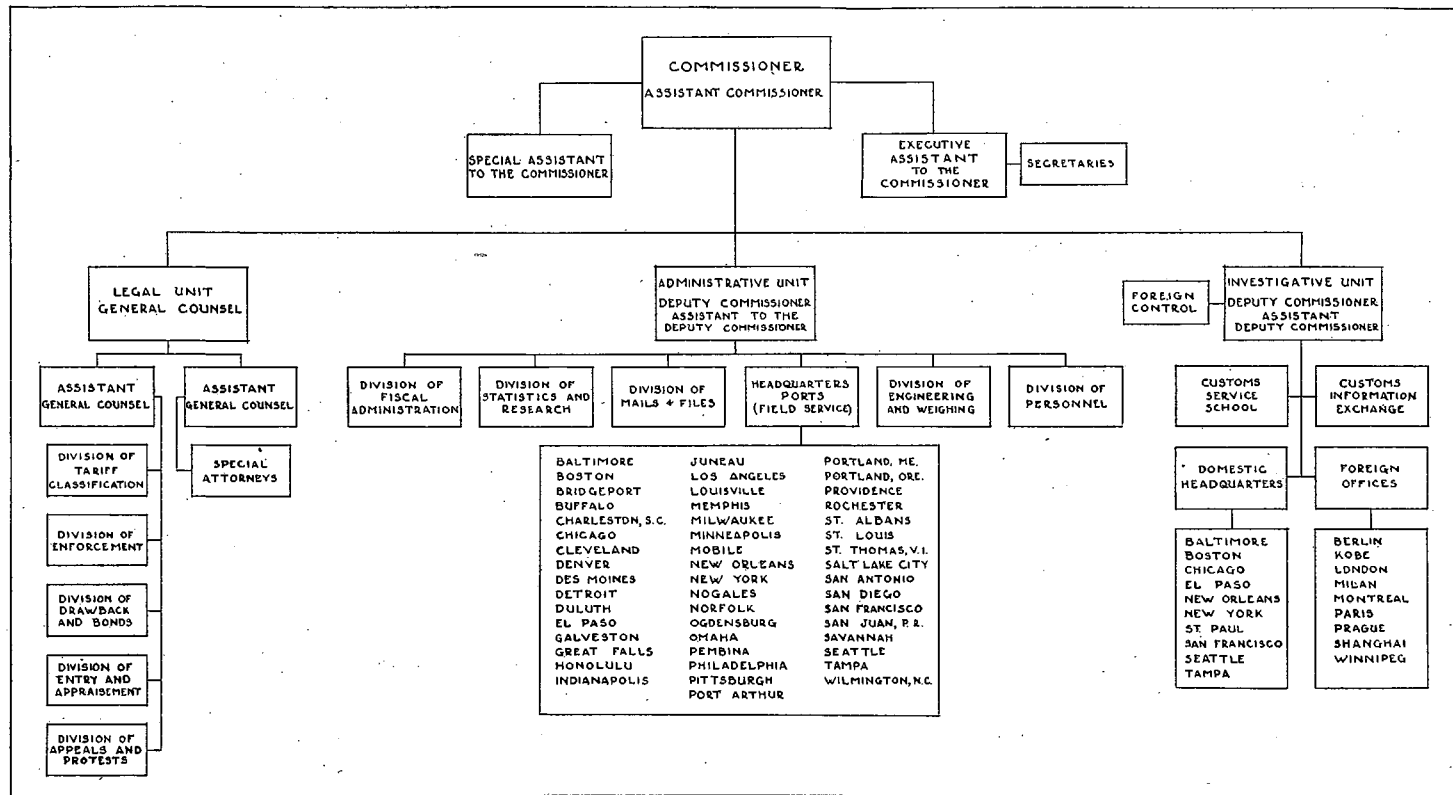 COMMISSIONER
ASSISTANT COMMISSIONER
SPECIAL ASSISTANT
TO THE COMMISSIONER
EXECUTIVE
ASSISTANT
TO THE
COMMISSIONER
SECRETARIES
LEGAL UNIT
GENERAL COUNSEL
ADMINISTRATIVE UNIT
DEPUTY COMMISSIONER
ASSISTANT TO THE
DEPUTY COMMISSIONER
FOREIGN
CONTROL
INVESTIGATIVE UNIT
DEPUTY COMMISSIONER
ASSISTANT
DEPUTY COMMISSIONER
ASSISTANT
GENERAL COUNSEL
ASSISTANT
GENERAL COUNSEL
DIVISION OF
TARIFF
CLASSIFICATION
SPECIAL
ATTORNEYS
DIVISION
OF
ENFORCEMENT
DIVISION
OF
DRAWBACK
AND BONDS
DIVISION OF
ENTRY AND
APPRAISEMENT
DIVISION OF
APPEALS AND
PROTESTS
DIVISION OF
FISCAL
ADMINISTRATION
DIVISION OF
STATISTICS AND
RESEARCH
DIVISION OF
MAILS & FILES
HEADQUARTERS
PORTS
(FIELD SERVICE)
DIVISION OF
ENGINEERING
AND WEIGHING
DIVISION OF
PERSONNEL
BALTIMORE
BOSTON
BRIDGEPORT
BUFFALO
CHARLESTON, S.C.
CHICAGO
CLEVELAND
DENVER
DES MOINES
DETROIT
DULUTH
EL PASO
GALVESTON
GREAT FALLS
HONOLULU
INDIANAPOLIS
JUNEAU
LOS ANGELES
LOUISVILLE
MEMPHIS
MILWAUKEE
MINNEAPOLIS
MOBILE
NEW ORLEANS
NEW YORK
NOGALES
NORFOLK
OGDENSBURG
OMAHA
PEMBINA
PHILADELPHIA
PITTSBURGH
PORT ARTHUR
PORTLAND, ME.
PORTLAND, ORE.
PROVIDENCE
ROCHESTER
ST. ALBANS
ST. LOUIS
ST. THOMAS, V.I.
SALT LAKE CITY
SAN ANTONIO
SAN DIEGO
SAN FRANCISCO
SAN JUAN, P.R.
SAVANNAH
SEATTLE
TAMPA
WILMINGTON, N.C.
CUSTOMS
SERVICE
SCHOOL
CUSTOMS
INFORMATION
EXCHANGE
DOMESTIC
HEADQUARTERS
FOREIGN
OFFICES
BALTIMORE
BOSTON
CHICAGO
EL PASO
NEW ORLEANS
NEW YORK
ST. PAUL
SAN FRANCISCO
SEATTLE
TAMPA
BERLIN
KOBE
LONDON
MILAN
MONTREAL
PARIS
PRAGUE
SHANGHAI
WINNIPEG